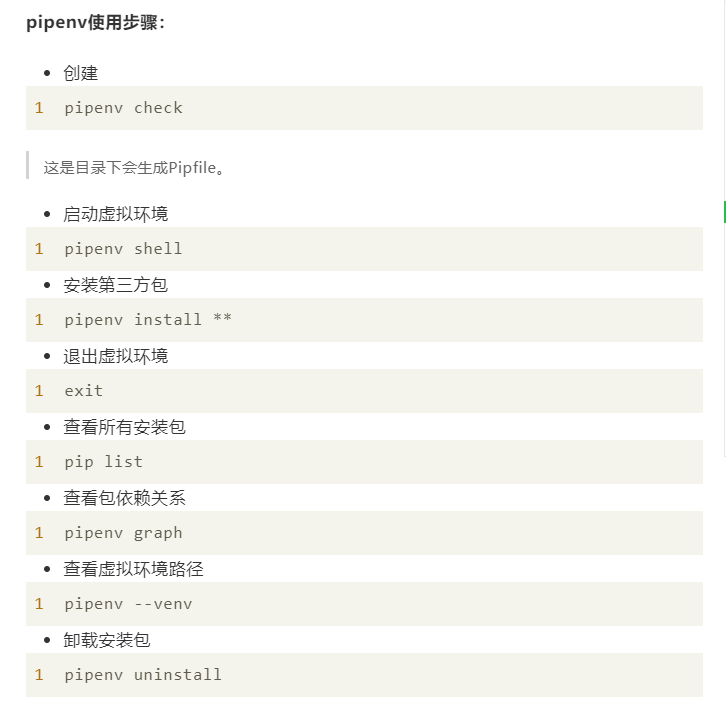 pipenv使用步骤：
创建
1 pipenv check
这是目录下会生成Pipfile。
启动虚拟环境
1 pipenv shell
安装第三方包
1 pipenv install **
退出虚拟环境
1 exit
查看所有安装包
1 pip list
查看包依赖关系
1 pipenv graph
查看虚拟环境路径
1 pipenv --venv
卸载安装包
1 pipenv uninstall